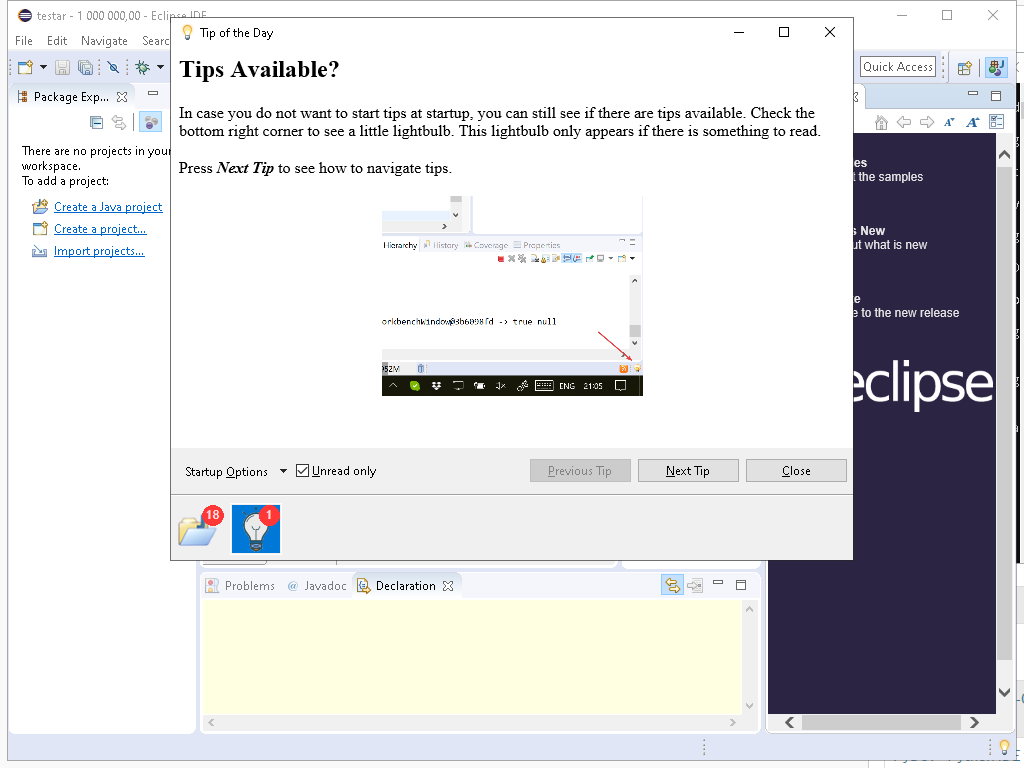 testar - 1 000 000,00 - Eclipse IDE
File Edit Navigate Searc
Quick Access
Package Exp...
There are no projects in your
workspace.
To add a project:
Create a Java project
Create a project...
Import projects...
Tip of the Day
Tips Available?
In case you do not want to start tips at startup, you can still see if there are tips available. Check the
bottom right corner to see a little lightbulb. This lightbulb only appears if there is something to read.
Press Next Tip to see how to navigate tips.
Hierarchy History Coverage Properties
orkbenchWindow@3b6098fd -> true null
952M
ENG 21:05
Startup Options Unread only Previous Tip Next Tip Close
18 1
es
t the samples
s New
ut what is new
e
e to the new release
eclipse
Problems @ Javadoc Declaration